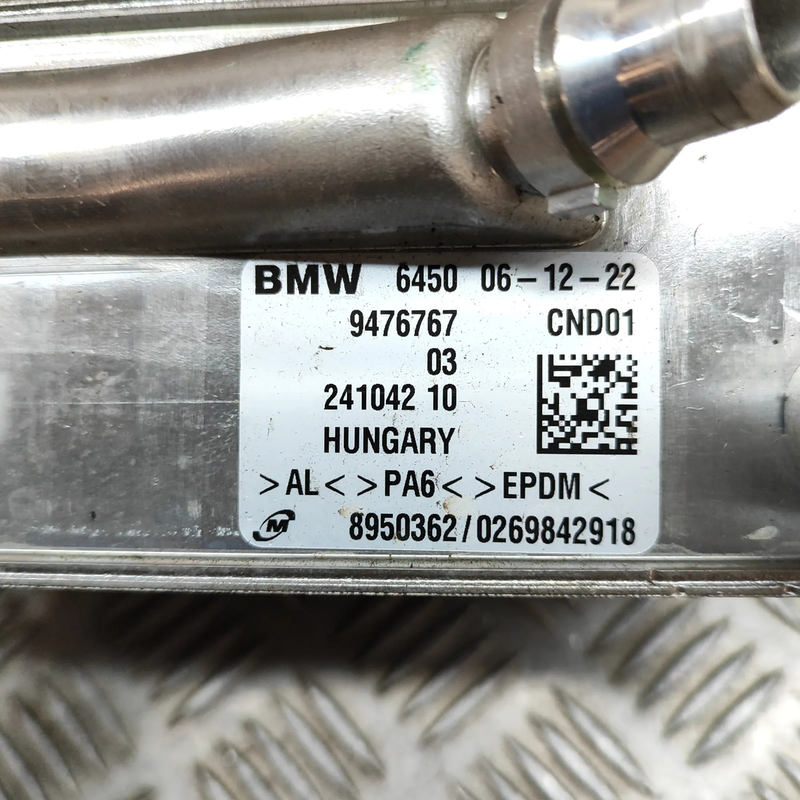 BMW 6450 06-12-22
9476767 CND01
03
241042 10
HUNGARY
>AL< >PA6< >EPDM<
M 8950362/0269842918